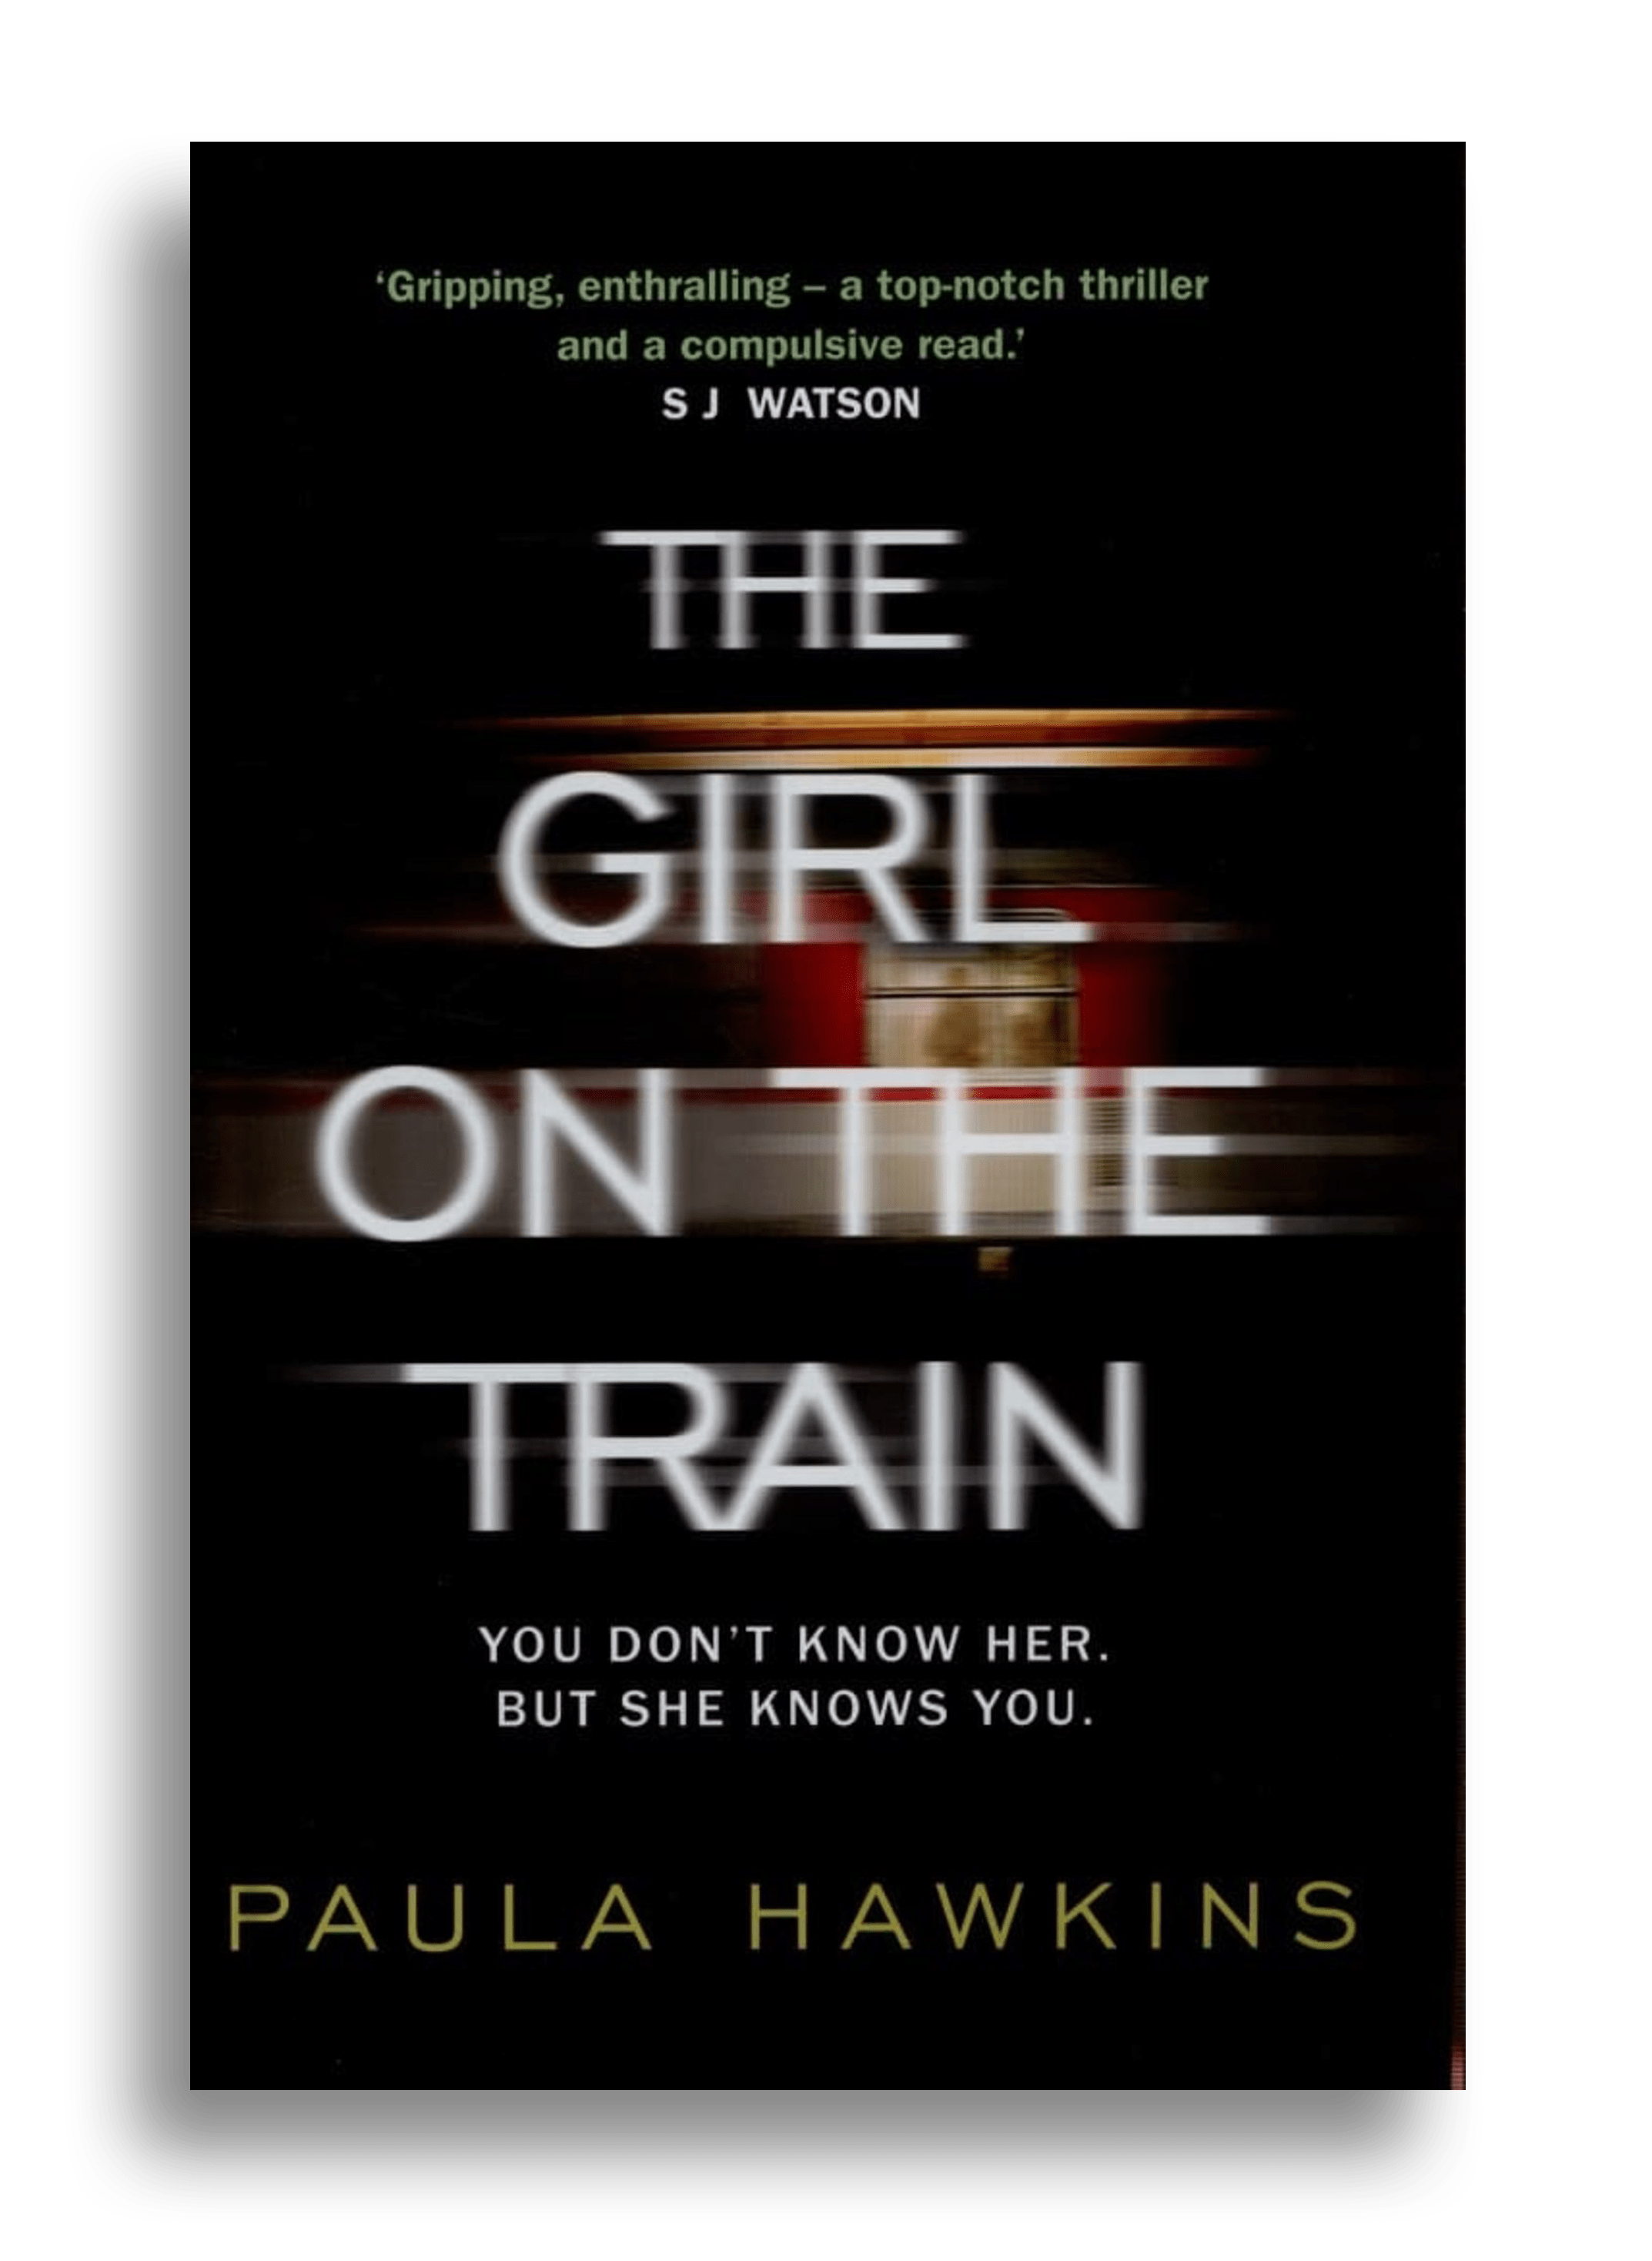 ‘Gripping, enthralling – a top-notch thriller
and a compulsive read.’
S J WATSON
THE
GIRL
ON THE
TRAIN
YOU DON’T KNOW HER.
BUT SHE KNOWS YOU.
PAULA HAWKINS